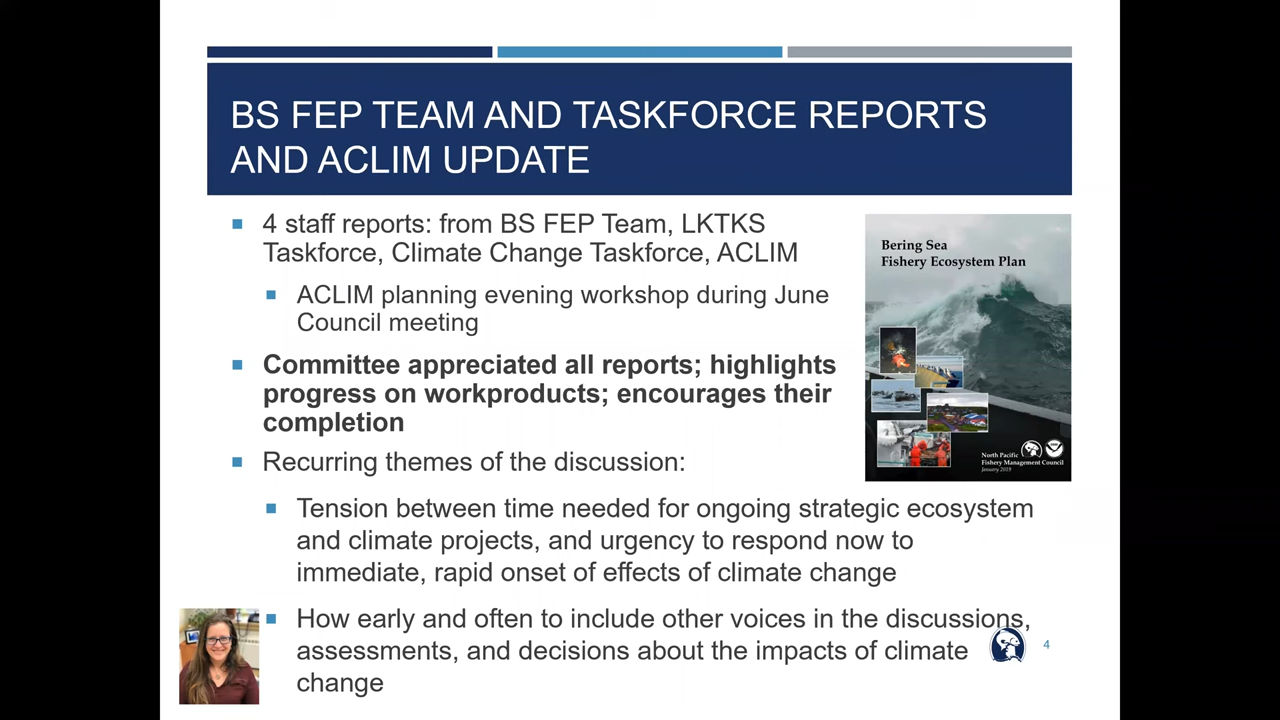 BS FEP TEAM AND TASKFORCE REPORTS
AND ACLIM UPDATE
4 staff reports: from BS FEP Team, LKTKS
Taskforce, Climate Change Taskforce, ACLIM
ACLIM planning evening workshop during June
Council meeting
Committee appreciated all reports; highlights
progress on workproducts; encourages their
completion
Recurring themes of the discussion:
Tension between time needed for ongoing strategic ecosystem
and climate projects, and urgency to respond now to
immediate, rapid onset of effects of climate change
How early and often to include other voices in the discussions,
assessments, and decisions about the impacts of climate
change
Bering Sea
Fishery Ecosystem Plan
North Pacific
Fishery Management Council
January 2019
4